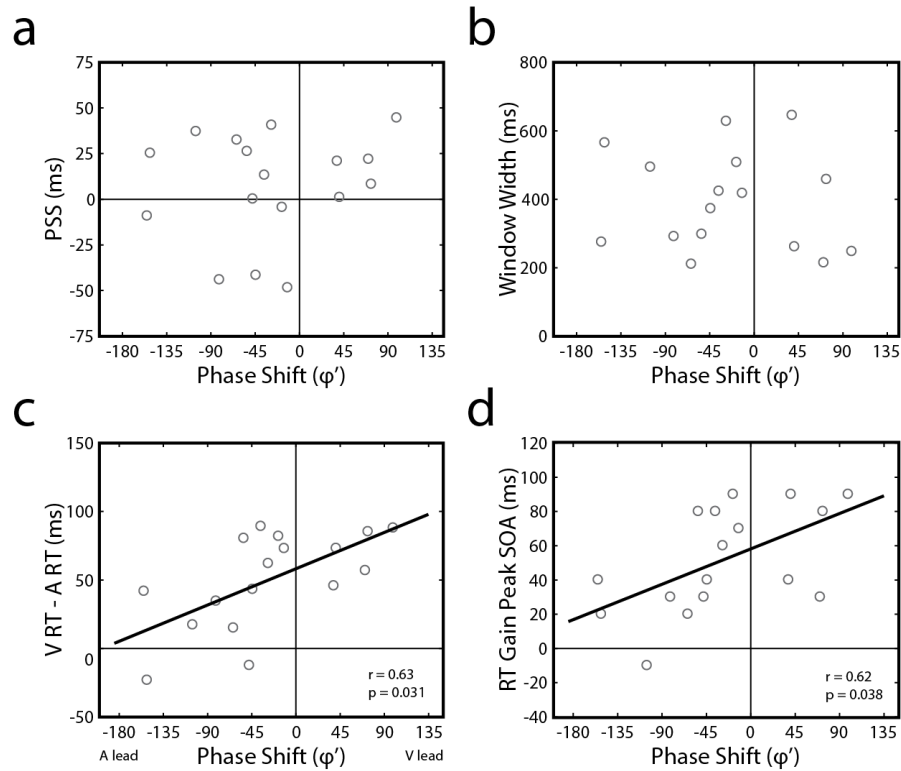 a
75
50
25
0
-25
-50
-75
PSS (ms)
-180 -135 -90 -45 0 45 90 135
Phase Shift (φ’)
b
800
600
400
200
0
Window Width (ms)
-180 -135 -90 -45 0 45 90 135
Phase Shift (φ’)
c
150
100
50
0
-50
V RT - A RT (ms)
r = 0.63
p = 0.031
-180 -135 -90 -45 0 45 90 135
A lead Phase Shift (φ’) V lead
d
120
100
80
60
40
20
0
-20
-40
RT Gain Peak SOA (ms)
r = 0.62
p = 0.038
-180 -135 -90 -45 0 45 90 135
Phase Shift (φ’)